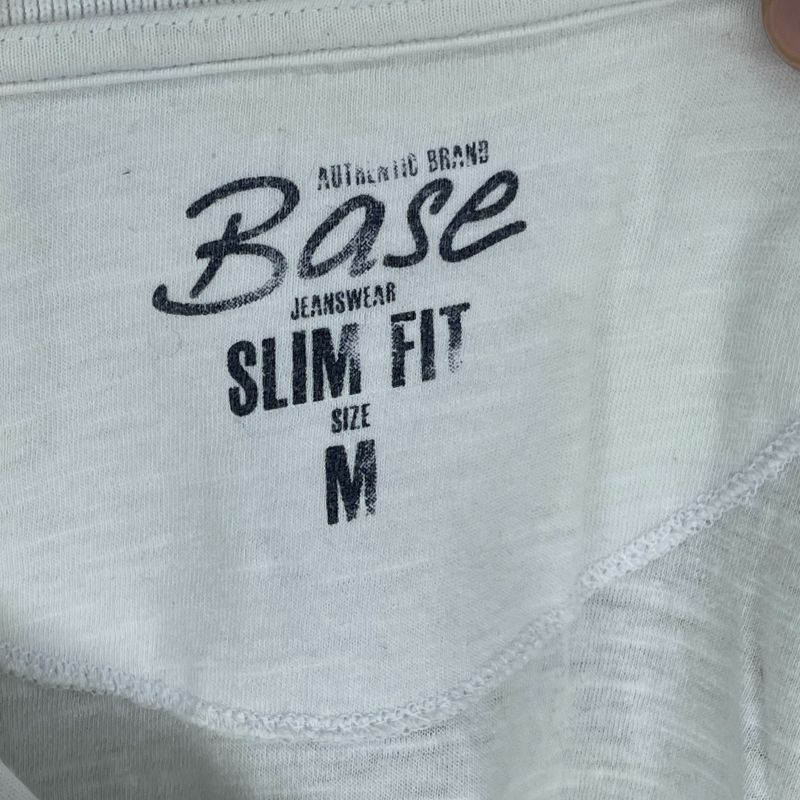 AUTHENTIC BRAND
Base
JEANSWEAR
SLIM FIT
SIZE
M